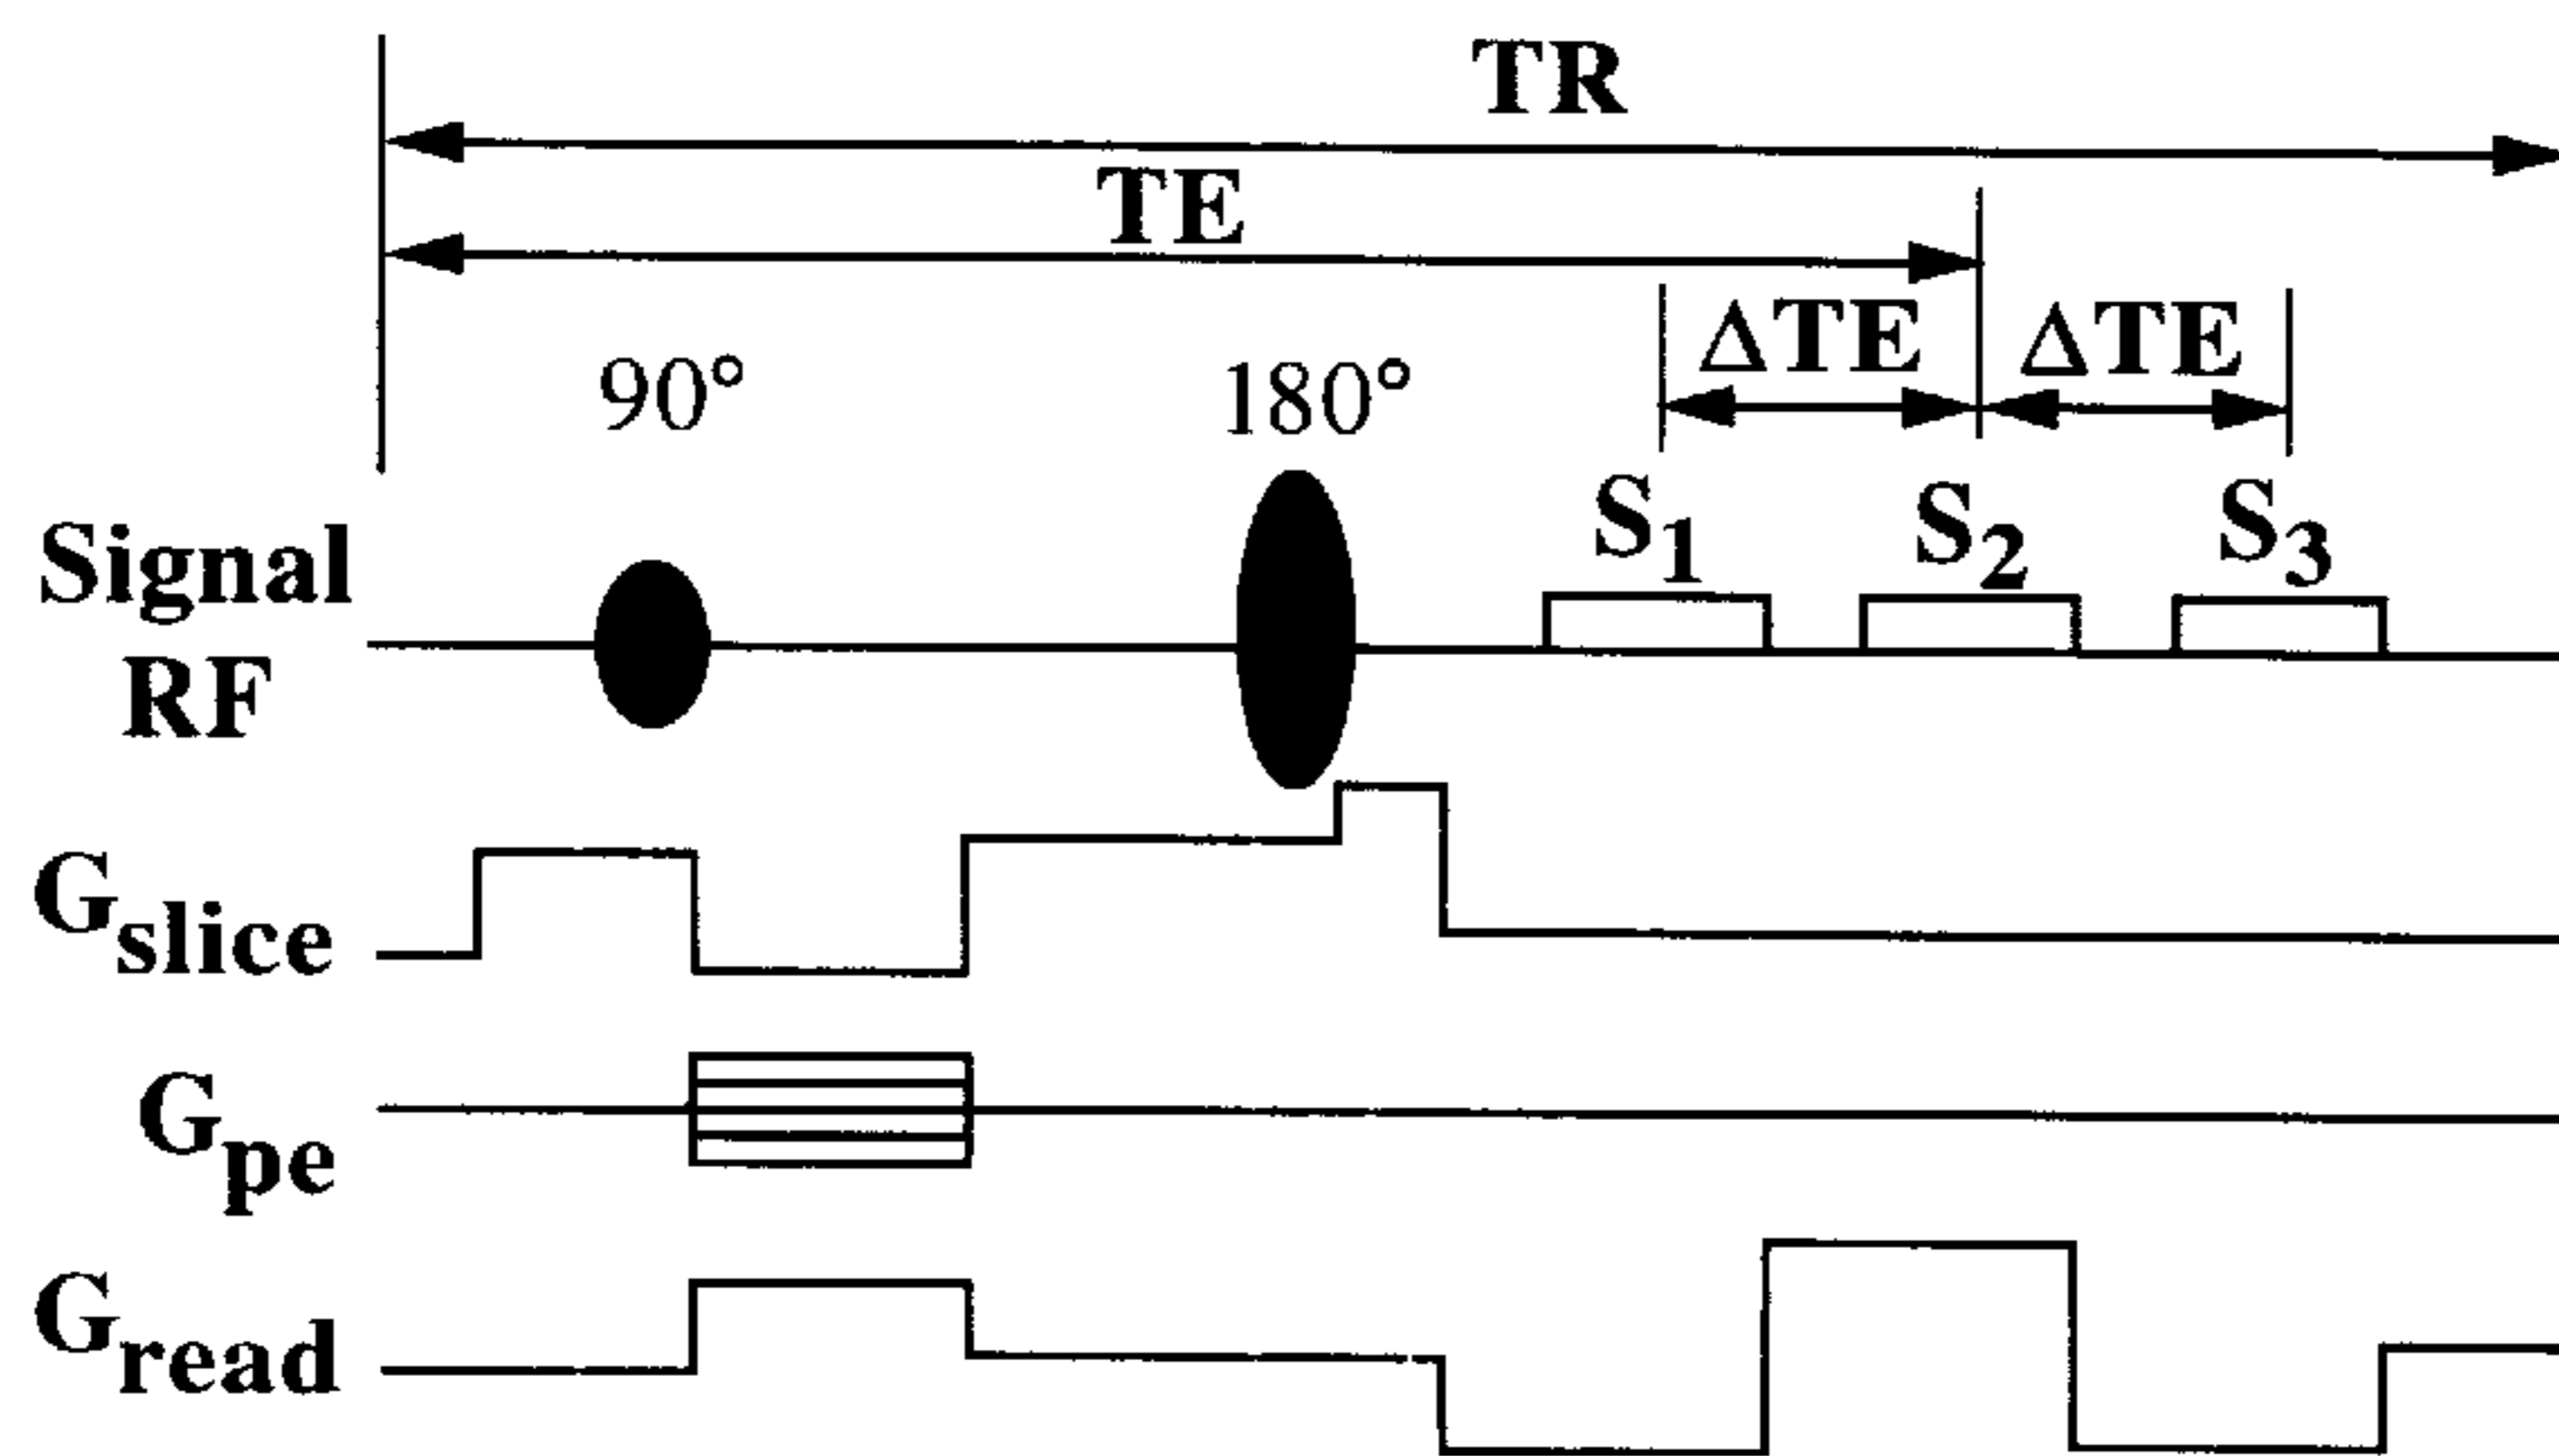 TR
TE
ΔTE ΔTE
90° 180°
S1 S2 S3
Signal
RF
Gslice
Gpe
Gread